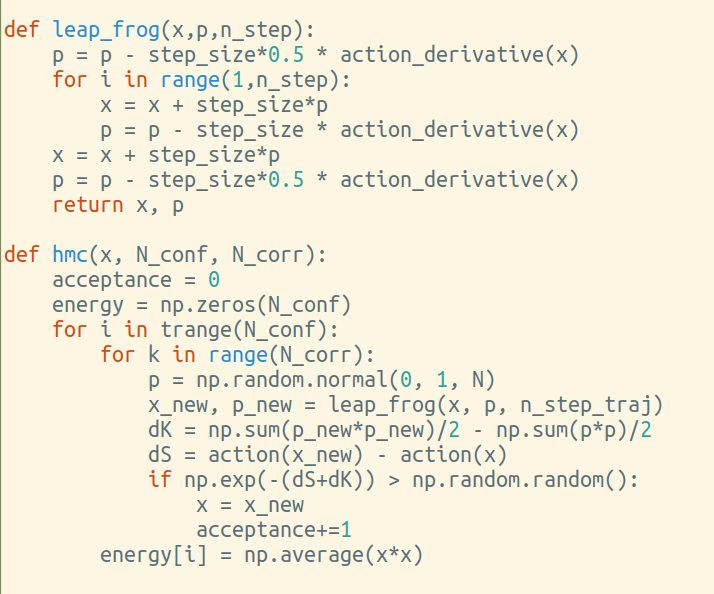 def leap_frog(x,p,n_step):
    p = p - step_size*0.5 * action_derivative(x)
    for i in range(1,n_step):
        x = x + step_size*p
        p = p - step_size * action_derivative(x)
    x = x + step_size*p
    p = p - step_size*0.5 * action_derivative(x)
    return x, p

def hmc(x, N_conf, N_corr):
    acceptance = 0
    energy = np.zeros(N_conf)
    for i in trange(N_conf):
        for k in range(N_corr):
            p = np.random.normal(0, 1, N)
            x_new, p_new = leap_frog(x, p, n_step_traj)
            dK = np.sum(p_new*p_new)/2 - np.sum(p*p)/2
            dS = action(x_new) - action(x)
            if np.exp(-(dS+dK)) > np.random.random():
                x = x_new
                acceptance+=1
        energy[i] = np.average(x*x)